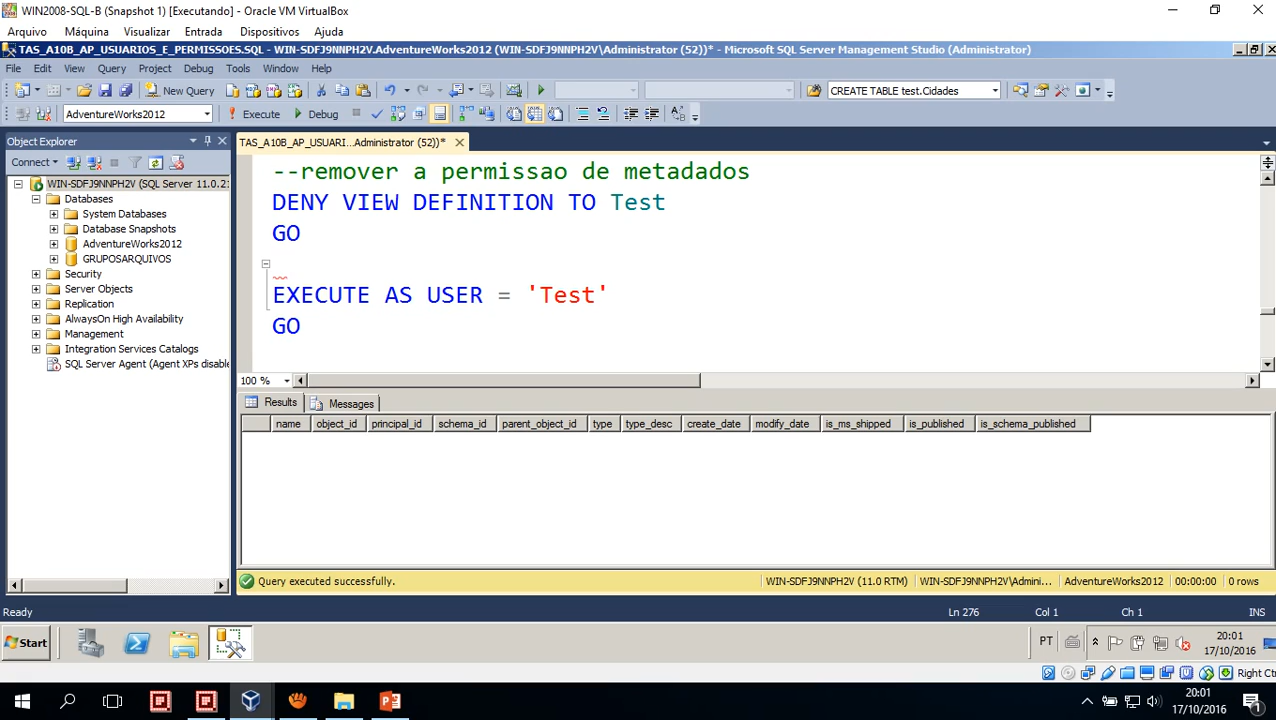 WIN2008-SQL-B (Snapshot 1) [Executando] - Oracle VM VirtualBox
Arquivo Máquina Visualizar Entrada Dispositivos Ajuda
TAS_A10B_AP_USUARIOS_E_PERMISSOES.SQL - WIN-SDFJ9NNPH2V.AdventureWorks2012 (WIN-SDFJ9NNPH2V\Administrator (52))* - Microsoft SQL Server Management Studio (Administrator)
File Edit View Query Project Debug Tools Window Help
New Query CREATE TABLE test.Cidades
AdventureWorks2012 Execute Debug
Object Explorer
TAS_A10B_AP_USUARI...Administrator (52))*
Connect
WIN-SDFJ9NNPH2V (SQL Server 11.0.21
Databases
System Databases
Database Snapshots
AdventureWorks2012
GRUPOSARQUIVOS
Security
Server Objects
Replication
AlwaysOn High Availability
Management
Integration Services Catalogs
SQL Server Agent (Agent XPs disable
--remover a permissao de metadados
DENY VIEW DEFINITION TO Test
GO
EXECUTE AS USER = 'Test'
GO
100 %
Results Messages
name object_id principal_id schema_id parent_object_id type type_desc create_date modify_date is_ms_shipped is_published is_schema_published
Query executed successfully. WIN-SDFJ9NNPH2V (11.0 RTM) WIN-SDFJ9NNPH2V\Admini... AdventureWorks2012 00:00:00 0 rows
Ready Ln 276 Col 1 Ch 1 INS
Start PT 20:01
17/10/2016
Right Ctr
20:01
17/10/2016
1